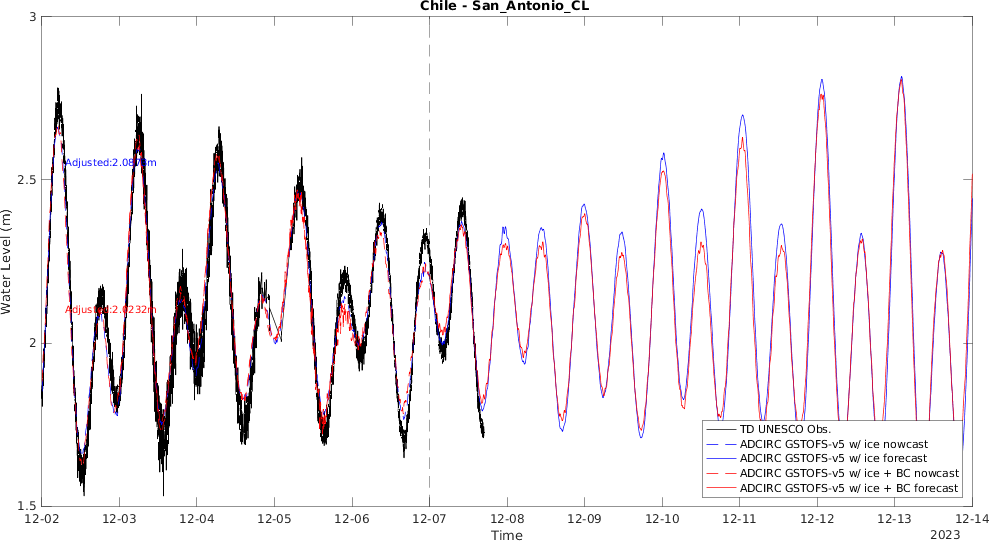 Chile - San_Antonio_CL
3
2.5
2
1.5
Water Level (m)
Adjusted:2.0873m
Adjusted:2.0232m
TD UNESCO Obs.
ADCIRC GSTOFS-v5 w/ ice nowcast
ADCIRC GSTOFS-v5 w/ ice forecast
ADCIRC GSTOFS-v5 w/ ice + BC nowcast
ADCIRC GSTOFS-v5 w/ ice + BC forecast
12-02 12-03 12-04 12-05 12-06 12-07 12-08 12-09 12-10 12-11 12-12 12-13 12-14
Time
2023